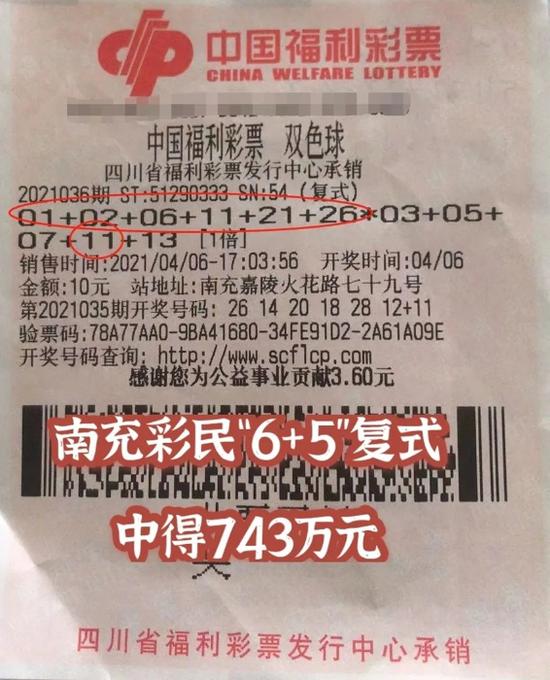 中国福利彩票
CHINA WELFARE LOTTERY
中国福利彩票 双色球
四川省福利彩票发行中心承销
2021036期 ST:51290333 SN:54 (复式)
01+02+06+11+21+26*03+05+
07+11+13 [1倍]
销售时间:2021/04/06-17:03:56 开奖时间:04/06
金额:10元 站地址:南充嘉陵火花路七十九号
第2021035期开奖号码: 26 14 20 18 28 12+11
验票码:78A77AA0-9BA41680-34FE91D2-2A61A09E
开奖号码查询: http://www.scflcp.com
感谢您为公益事业贡献3.60元
南充彩民“6+5”复式
中得743万元
四川省福利彩票发行中心承销